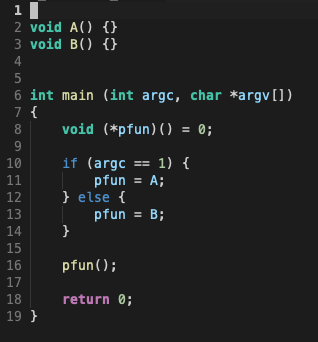 1
2 void A() {}
3 void B() {}
4
5
6 int main (int argc, char *argv[])
7 {
8     void (*pfun)() = 0;
9
10     if (argc == 1) {
11         pfun = A;
12     } else {
13         pfun = B;
14     }
15
16     pfun();
17
18     return 0;
19 }